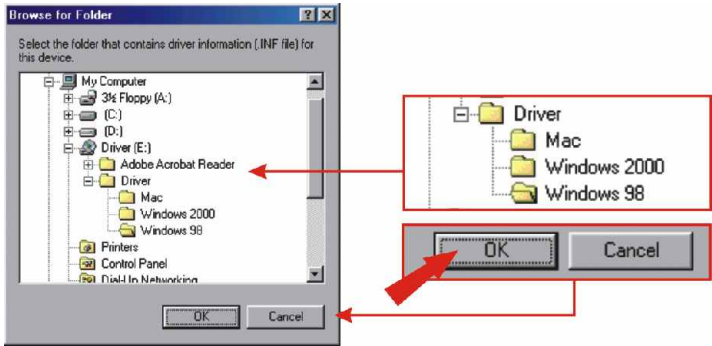 Browse for Folder
Select the folder that contains driver information (.INF file) for
this device.
My Computer
3½ Floppy (A:)
(C:)
(D:)
Driver (E:)
Adobe Acrobat Reader
Driver
Mac
Windows 2000
Windows 98
Printers
Control Panel
Dial-Up Networking
OK
Cancel
Driver
Mac
Windows 2000
Windows 98
OK
Cancel